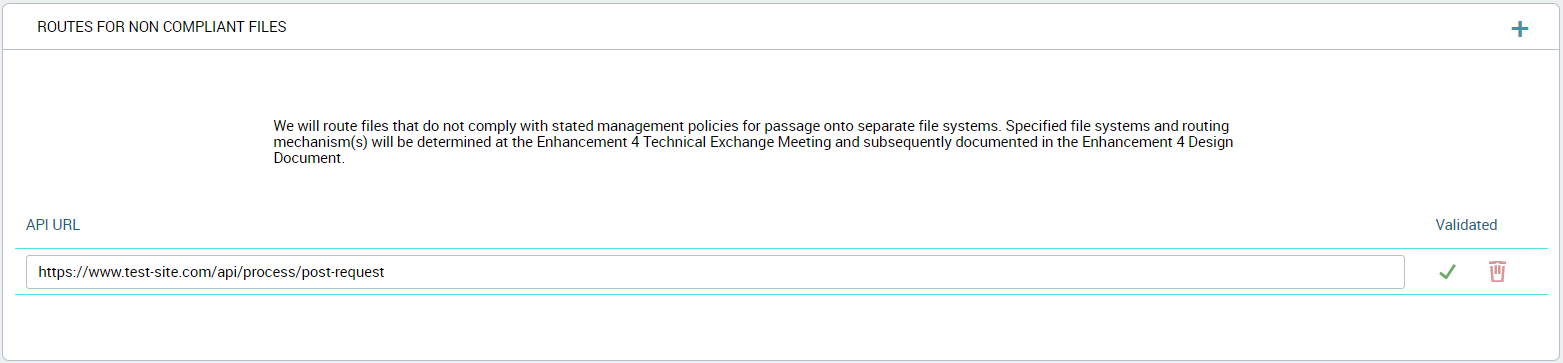 ROUTES FOR NON COMPLIANT FILES
We will route files that do not comply with stated management policies for passage onto separate file systems. Specified file systems and routing
mechanism(s) will be determined at the Enhancement 4 Technical Exchange Meeting and subsequently documented in the Enhancement 4 Design
Document.
API URL Validated
https://www.test-site.com/api/process/post-request